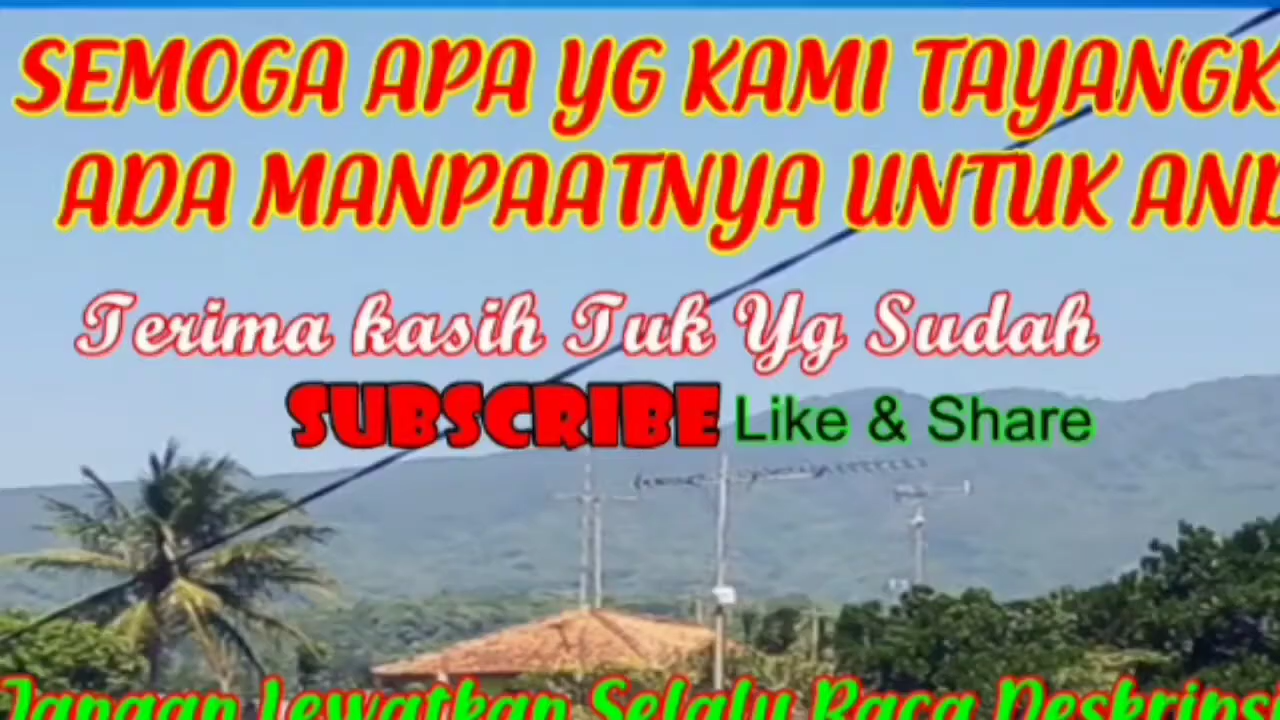 SEMOGA APA YG KAMI TAYANGK
ADA MANPAATNYA UNTUK AND
Terima kasih Tuk Yg Sudah
SUBSCRIBE Like & Share
Jangan Lewatkan Selalu Baca Deskripsi